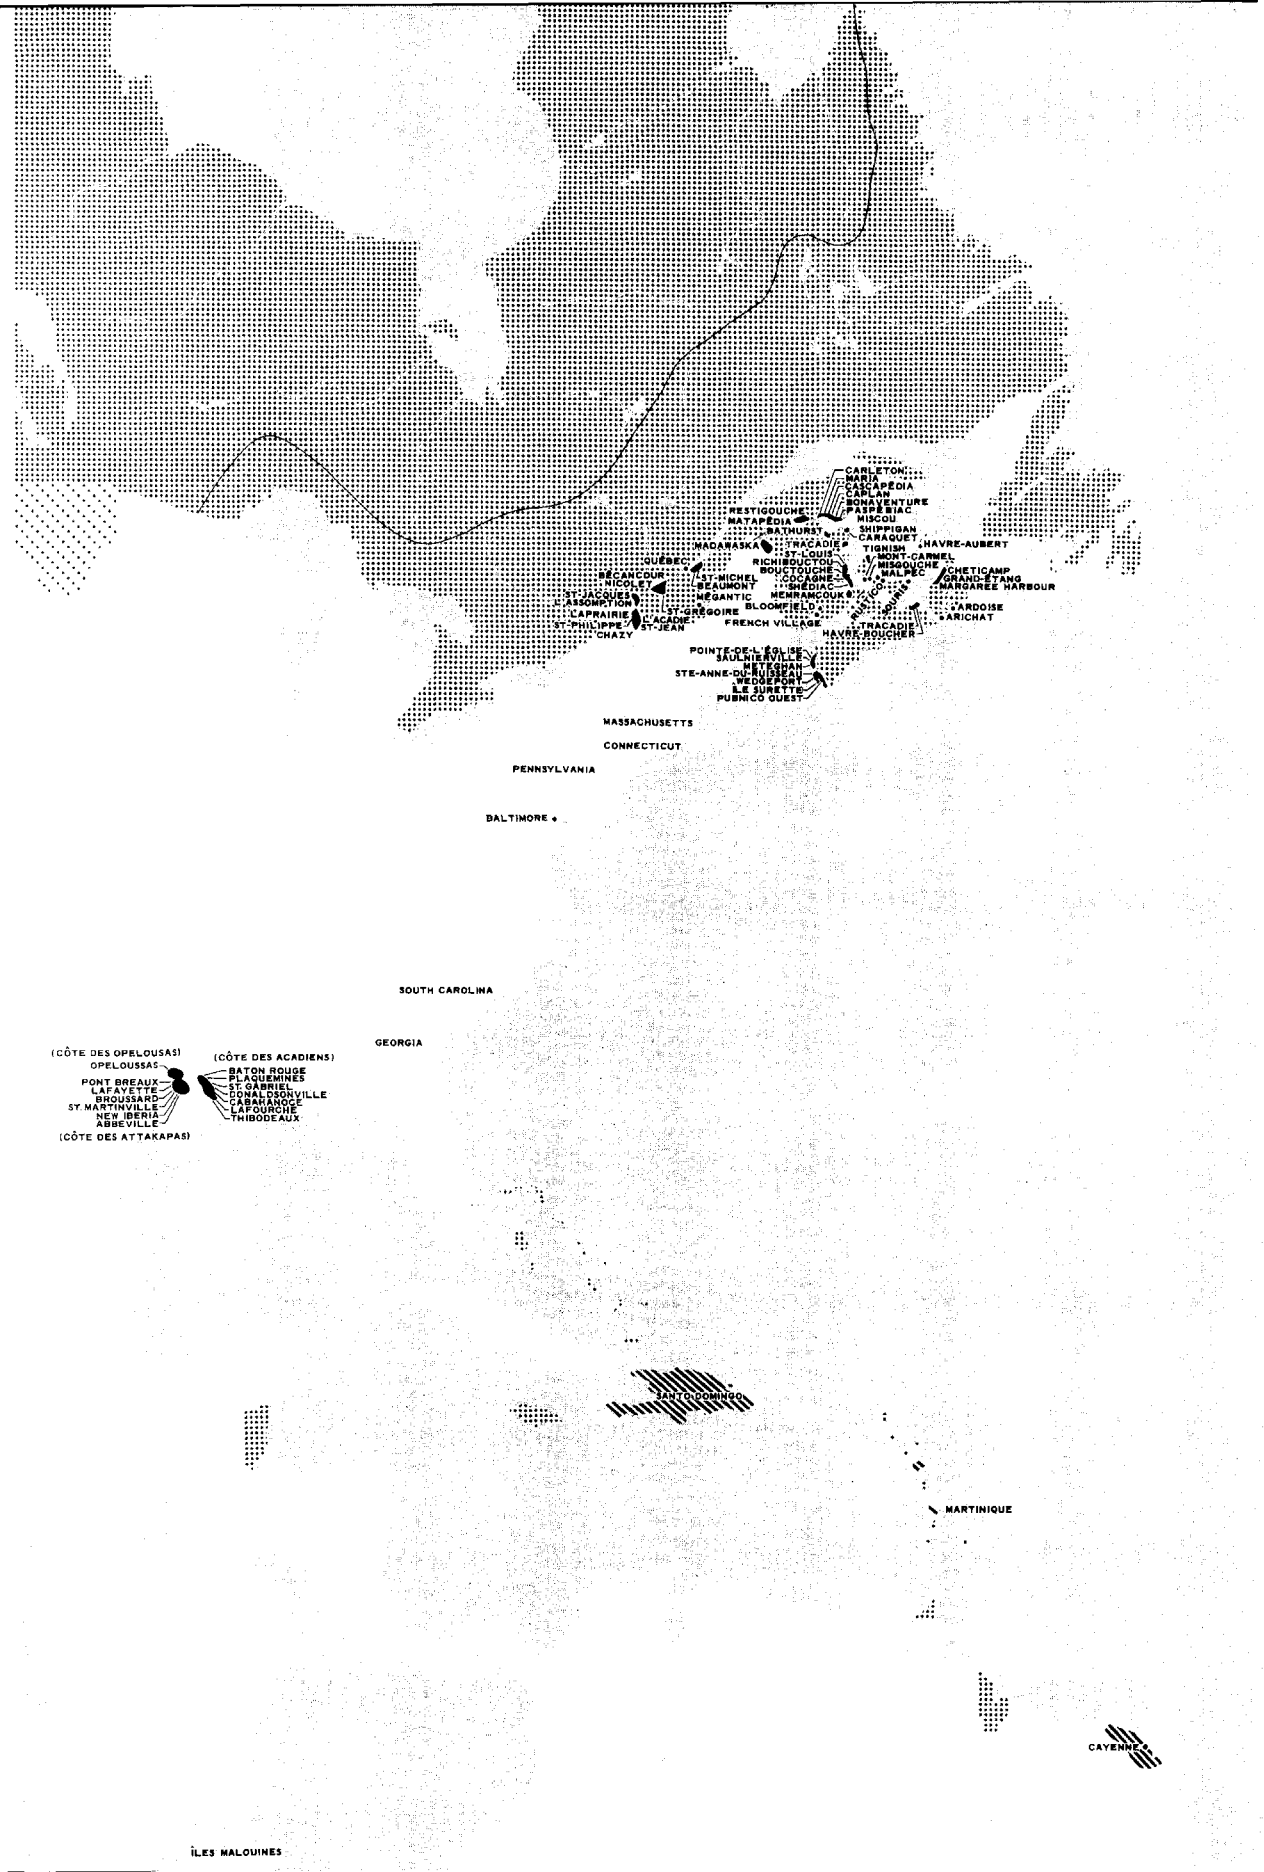 CARLETON
MARIA
CASCAPÉDIA
CAPLAN
BONAVENTURE
PASPÉBIAC
RESTIGOUCHE
MATAPÉDIA
MISCOU
BATHURST
SHIPPIGAN
CARAQUET
MADAWASKA
TRACADIE
HAVRE-AUBERT
TIGNISH
ST-LOUIS
MONT-CARMEL
RICHIBOUCTOU
MISGOUCHE
BOUCTOUCHE
MALPEC
COCAGNE
SHÉDIAC
MEMRAMCOUK
CHETICAMP
GRAND-ÉTANG
MARGAREE HARBOUR
QUÉBEC
BÉCANCOUR
NICOLET
ST-MICHEL
BEAUMONT
ST-JACQUES
L'ASSOMPTION
MÉGANTIC
ST-GRÉGOIRE
LAPRAIRIE
L'ACADIE
ST-PHILIPPE
ST-JEAN
CHAZY
BLOOMFIELD
FRENCH VILLAGE
RUSTICO
SOURIS
ARDOISE
ARICHAT
TRACADIE
HAVRE-BOUCHER
POINTE-DE-L'ÉGLISE
SAULNIERVILLE
METEGHAN
STE-ANNE-DU-RUISSEAU
WEDGEPORT
ÎLE SURETTE
PUBNICO OUEST
MASSACHUSETTS
CONNECTICUT
PENNSYLVANIA
BALTIMORE
SOUTH CAROLINA
GEORGIA
(CÔTE DES OPELOUSAS)
OPELOUSSAS
PONT BREAUX
LAFAYETTE
BROUSSARD
ST. MARTINVILLE
NEW IBERIA
ABBEVILLE
(CÔTE DES ATTAKAPAS)
(CÔTE DES ACADIENS)
BATON ROUGE
PLAQUEMINES
ST. GABRIEL
DONALDSONVILLE
CABAHANOCE
LAFOURCHE
THIBODEAUX
SANTO DOMINGO
MARTINIQUE
CAYENNE
ÎLES MALOUINES